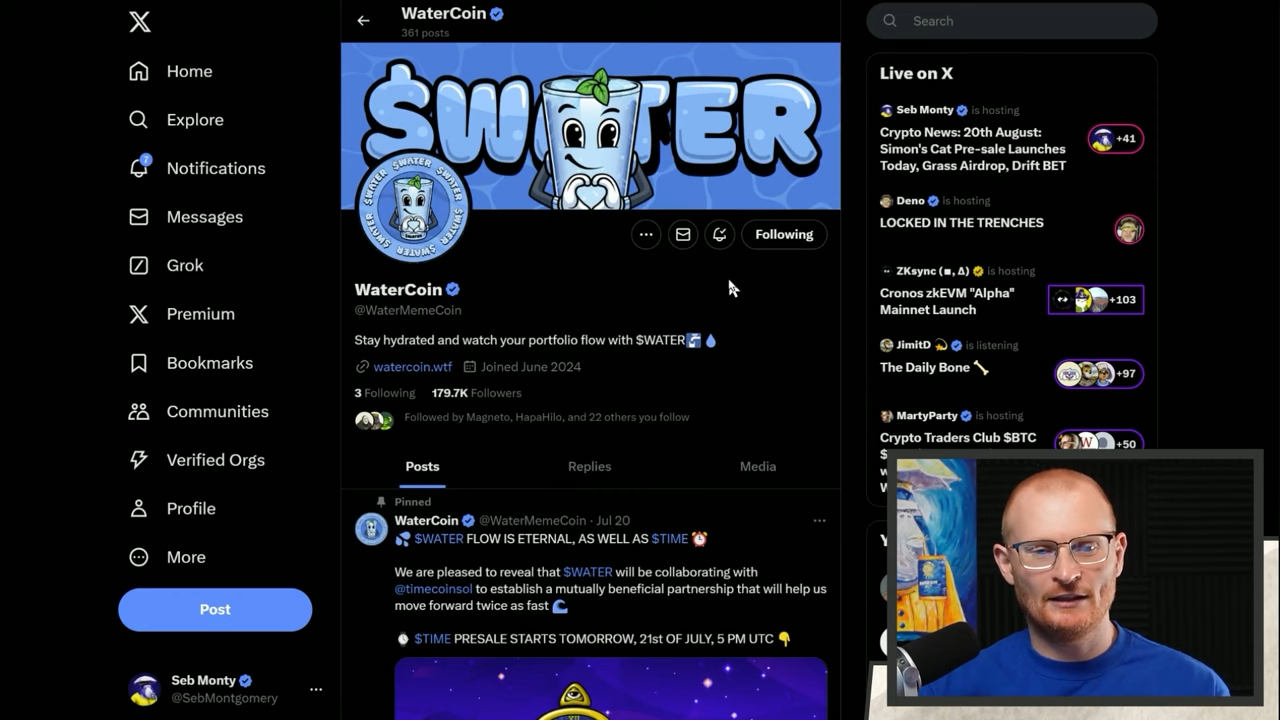 WaterCoin
361 posts
Home
Explore
7
Notifications
Messages
Grok
Premium
Bookmarks
Communities
Verified Orgs
Profile
More
Post
Seb Monty
@SebMontgomery
$WATER
$WATER $WATER $WATER $WATER
Following
WaterCoin
@WaterMemeCoin
Stay hydrated and watch your portfolio flow with $WATER🚰💧
watercoin.wtf Joined June 2024
3 Following 179.7K Followers
Followed by Magneto, HapaHilo, and 22 others you follow
Posts Replies Media
Pinned
WaterCoin @WaterMemeCoin · Jul 20
💦 $WATER FLOW IS ETERNAL, AS WELL AS $TIME ⏰
We are pleased to reveal that $WATER will be collaborating with
@timecoinsol to establish a mutually beneficial partnership that will help us
move forward twice as fast 🌊
⌚ $TIME PRESALE STARTS TOMORROW, 21st OF JULY, 5 PM UTC 👇
Search
Live on X
Seb Monty is hosting
Crypto News: 20th August:
Simon's Cat Pre-sale Launches
Today, Grass Airdrop, Drift BET
+41
Deno is hosting
LOCKED IN THE TRENCHES
ZKsync (∎, ∆) is hosting
Cronos zkEVM "Alpha"
Mainnet Launch
+103
JimitD 💫 is listening
The Daily Bone 🦴
+97
MartyParty is hosting
Crypto Traders Club $BTC
+50